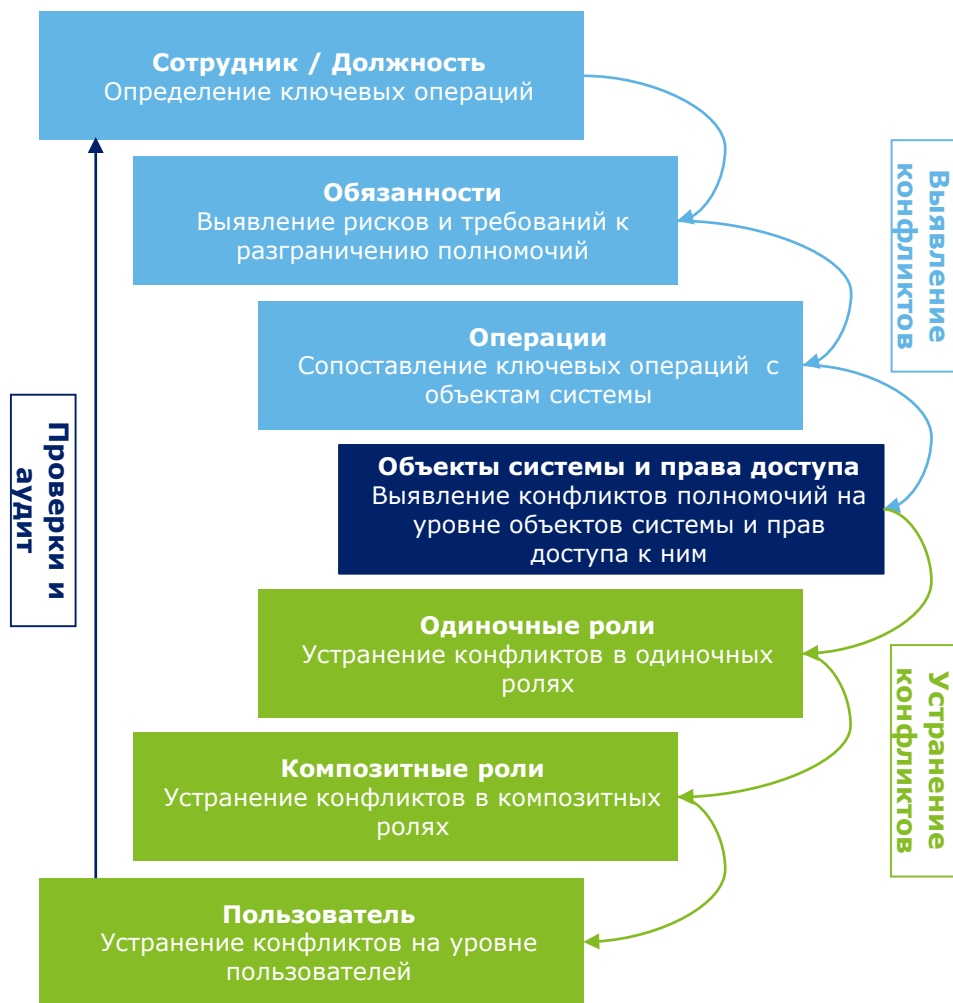 Сотрудник / Должность
Определение ключевых операций
Обязанности
Выявление рисков и требований к
разграничению полномочий
Операции
Сопоставление ключевых операций  с
объектам системы
Объекты системы и права доступа
Выявление конфликтов полномочий на
уровне объектов системы и прав
доступа к ним
Одиночные роли
Устранение конфликтов в одиночных
ролях
Композитные роли
Устранение конфликтов в композитных
ролях
Пользователь
Устранение конфликтов на уровне
пользователей
Проверки и
аудит
Выявление
конфликтов
Устранение
конфликтов